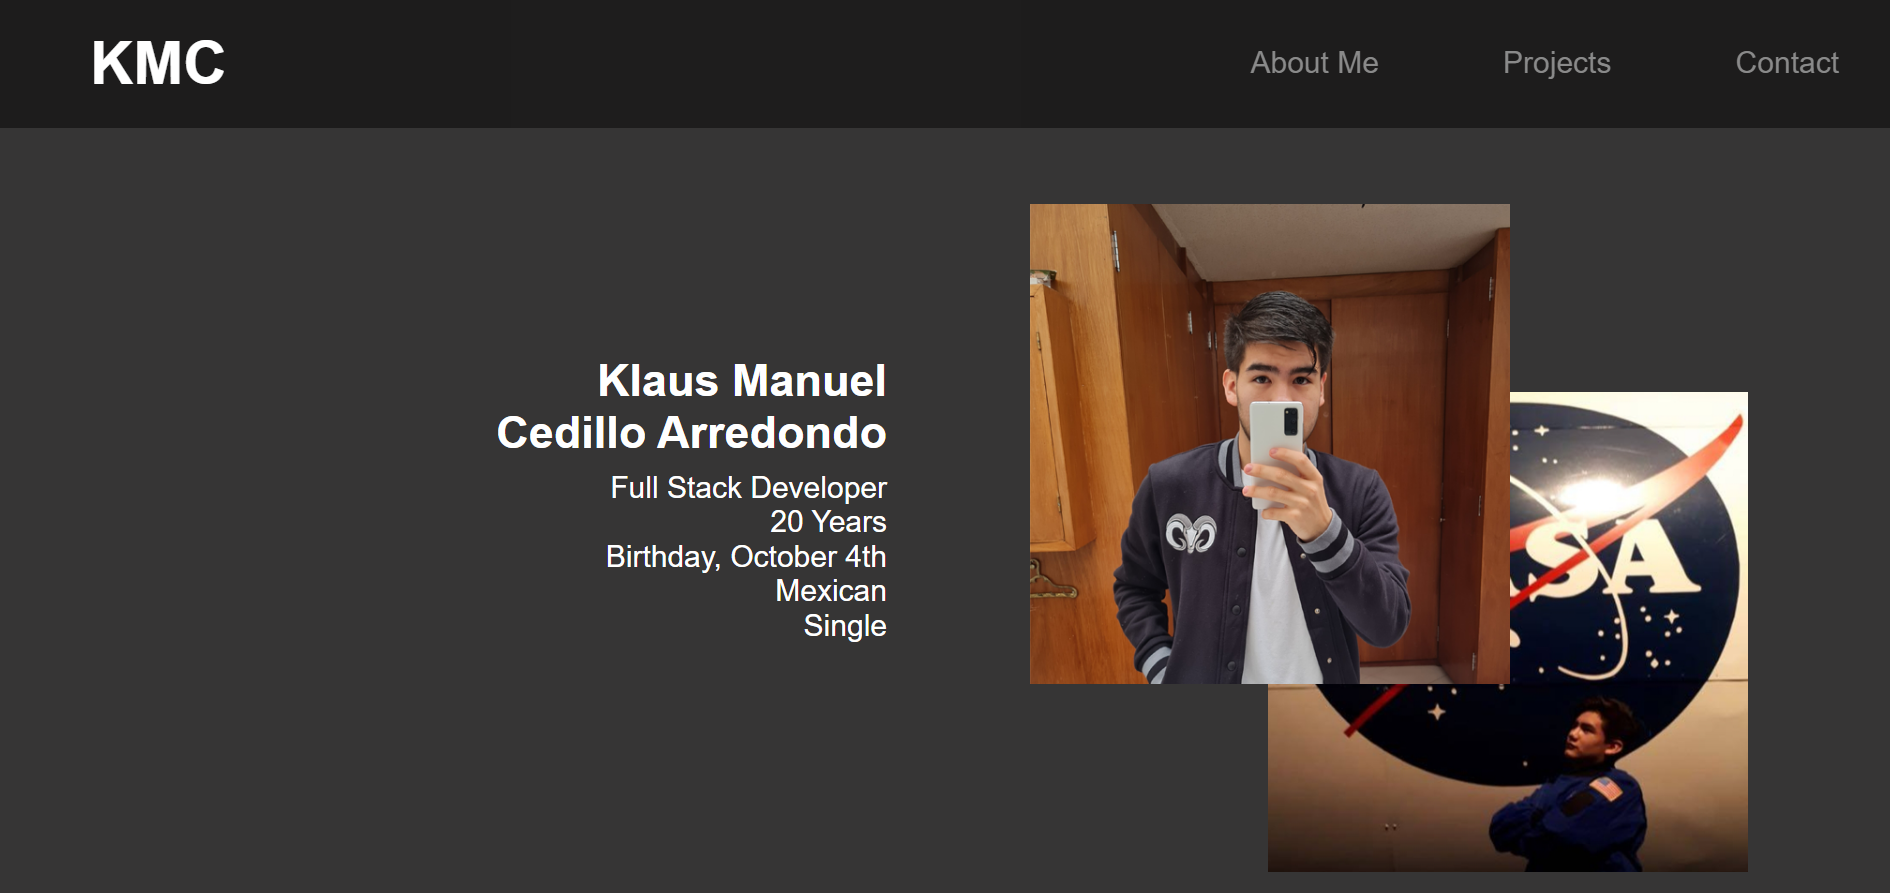 KMC
About Me
Projects
Contact
Klaus Manuel
Cedillo Arredondo
Full Stack Developer
20 Years
Birthday, October 4th
Mexican
Single
SA